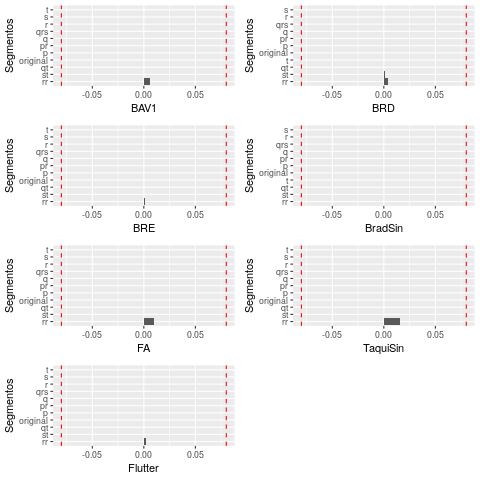 Segmentos
t
s
r
qrs
q
pr
p
original
qt
st
rr
-0.05 0.00 0.05
BAV1
Segmentos
s
r
qrs
q
pr
p
original
t
qt
st
rr
-0.05 0.00 0.05
BRD
Segmentos
t
s
r
qrs
q
pr
p
original
qt
st
rr
-0.05 0.00 0.05
BRE
Segmentos
s
r
qrs
q
pr
p
original
t
qt
st
rr
-0.05 0.00 0.05
BradSin
Segmentos
t
s
r
qrs
q
pr
p
original
qt
st
rr
-0.05 0.00 0.05
FA
Segmentos
t
s
r
qrs
q
pr
p
original
qt
st
rr
-0.05 0.00 0.05
TaquiSin
Segmentos
t
s
r
qrs
q
pr
p
original
qt
st
rr
-0.05 0.00 0.05
Flutter